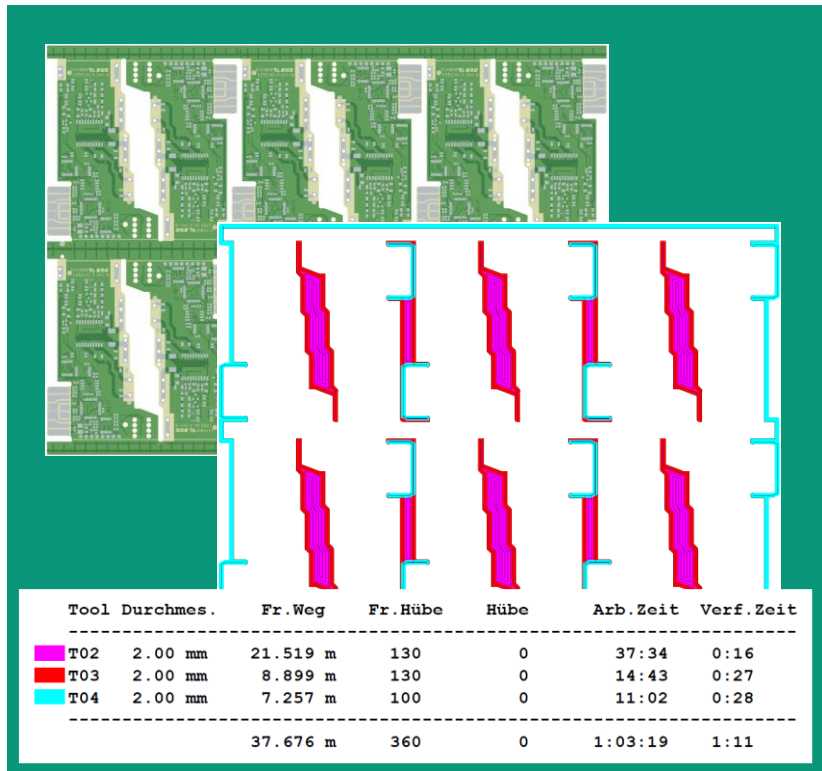 Tool Durchmes. Fr.Weg Fr.Hübe Hübe Arb.Zeit Verf.Zeit
T02 2.00 mm 21.519 m 130 0 37:34 0:16
T03 2.00 mm 8.899 m 130 0 14:43 0:27
T04 2.00 mm 7.257 m 100 0 11:02 0:28
37.676 m 360 0 1:03:19 1:11